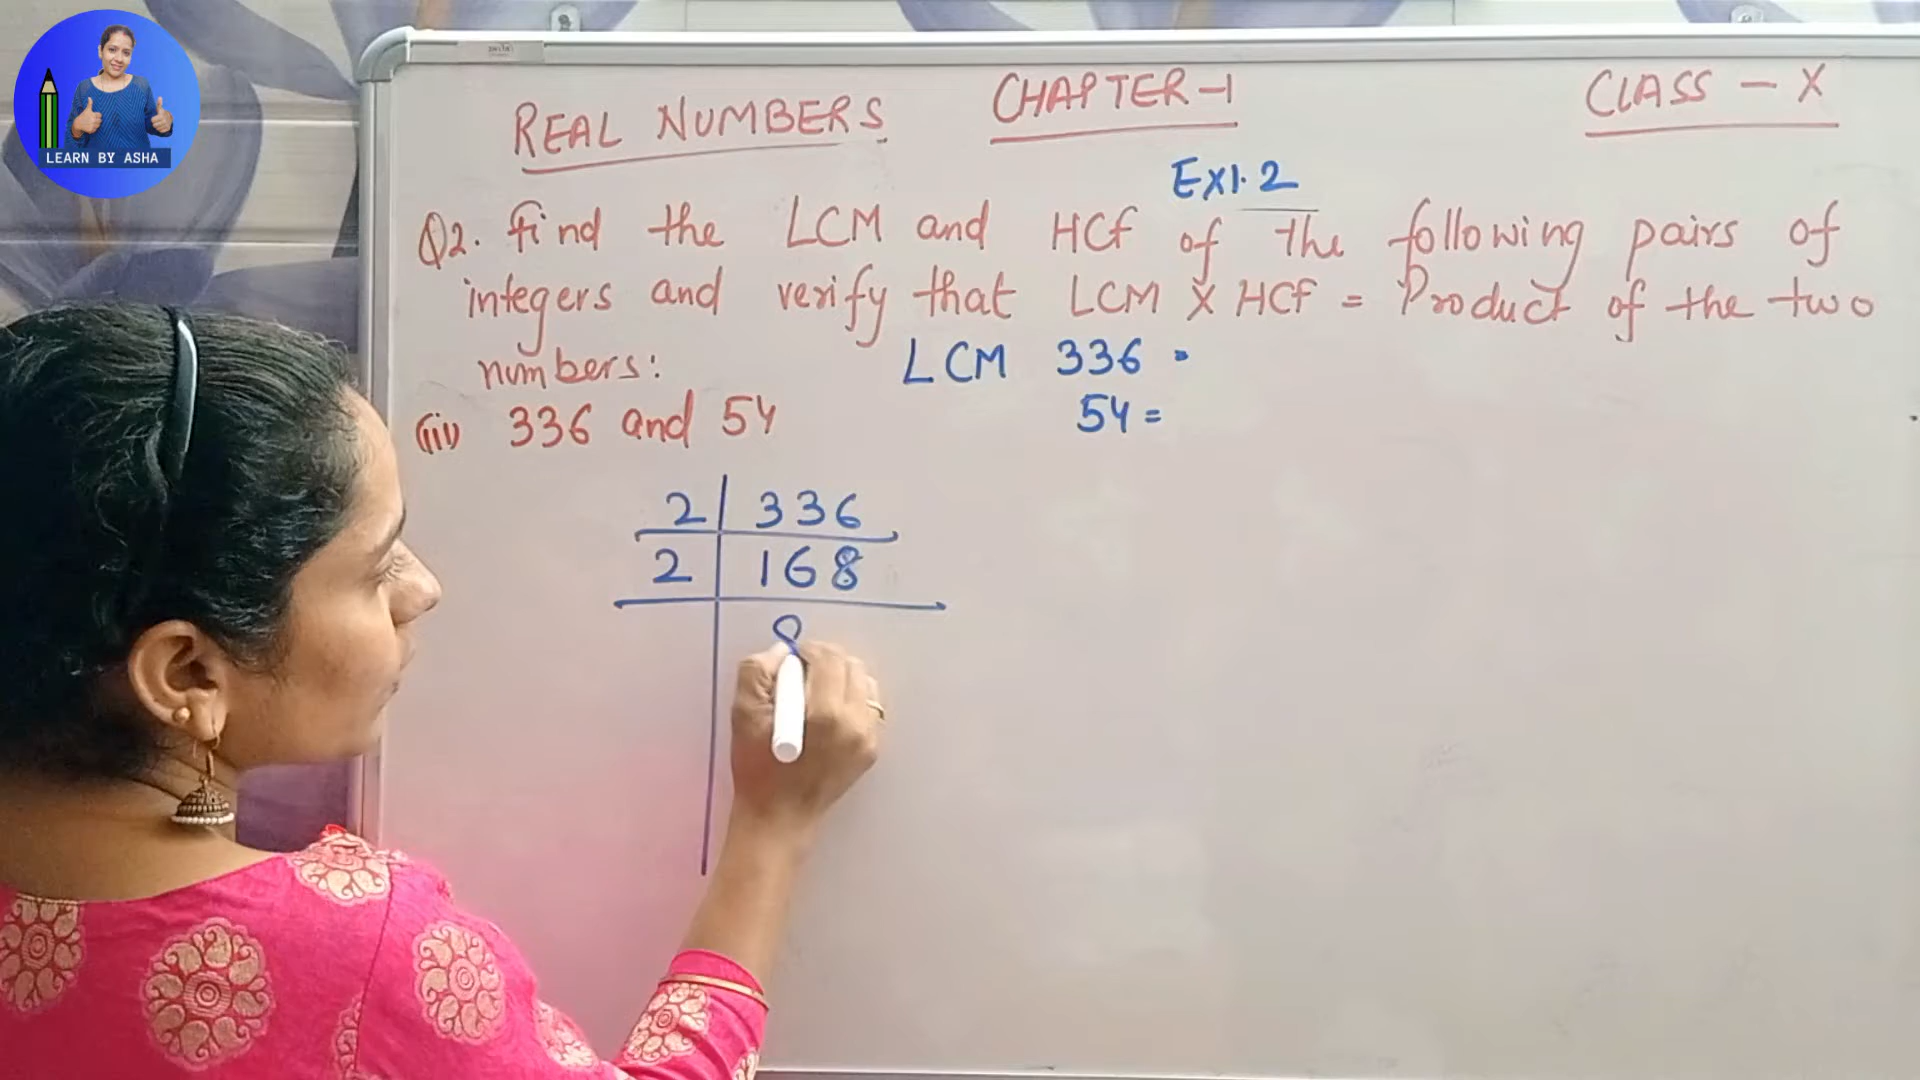 LEARN BY ASHA
REAL NUMBERS CHAPTER-1 CLASS - X
EX1.2
Q2. Find the LCM and HCF of the following pairs of
integers and verify that LCM X HCF = Product of the two
numbers:
LCM 336 =
(iii) 336 and 54
54 =
2 336
2 168
8